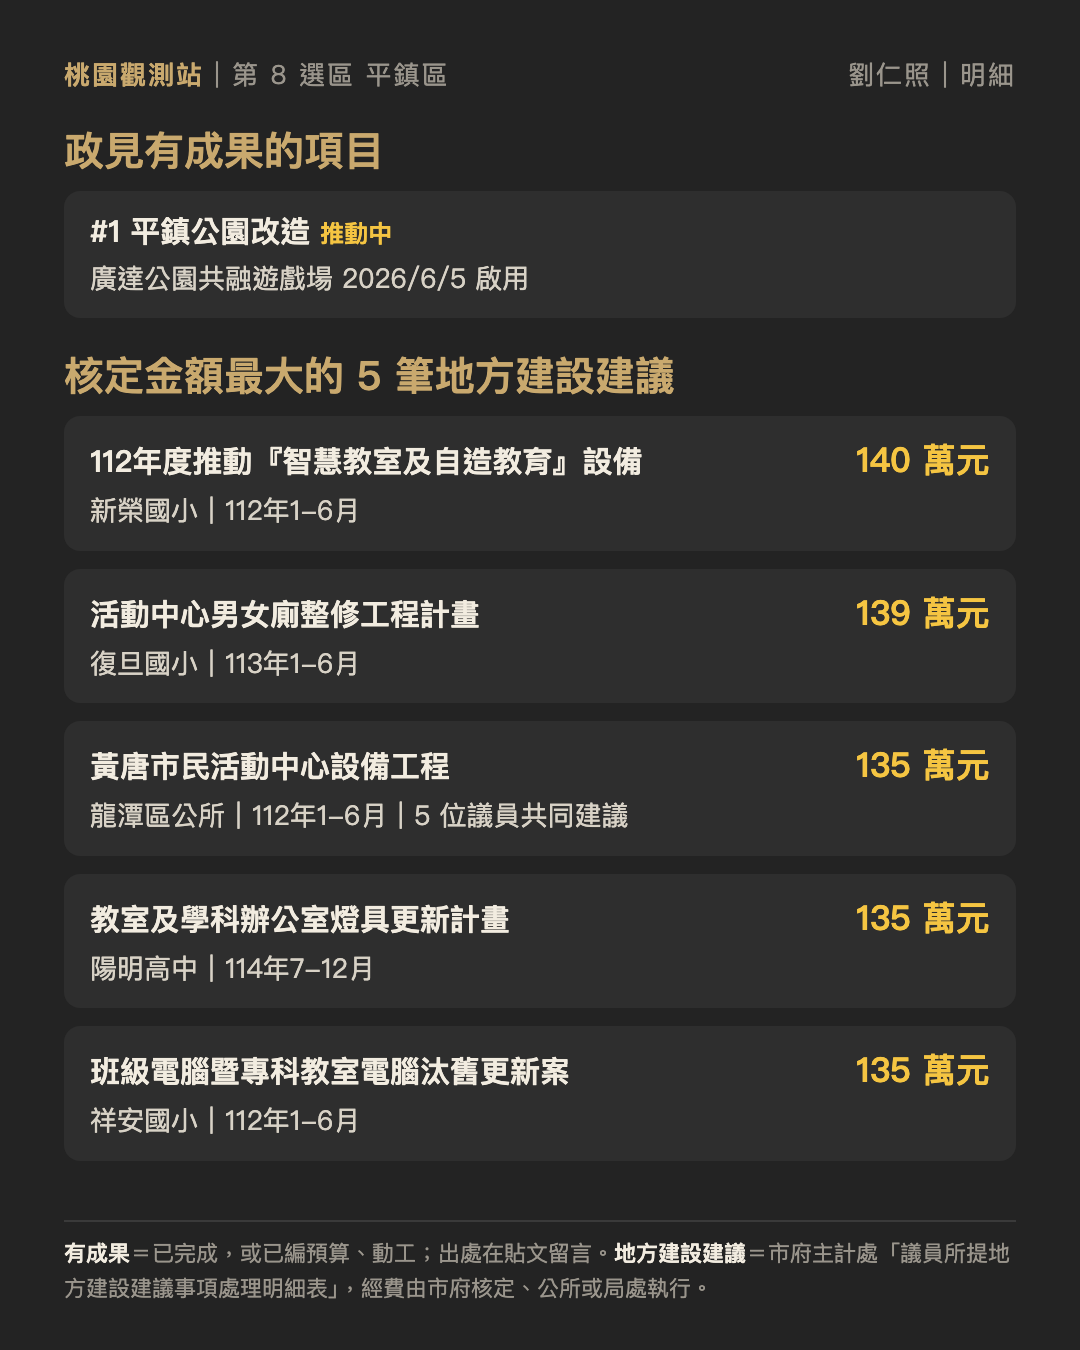 桃園觀測站｜第 8 選區 平鎮區
劉仁照｜明細
政見有成果的項目
#1 平鎮公園改造 推動中
廣達公園共融遊戲場 2026/6/5 啟用
核定金額最大的 5 筆地方建設建議
112年度推動『智慧教室及自造教育』設備 140 萬元
新榮國小｜112年1–6月
活動中心男女廁整修工程計畫 139 萬元
復旦國小｜113年1–6月
黃唐市民活動中心設備工程 135 萬元
龍潭區公所｜112年1–6月｜5 位議員共同建議
教室及學科辦公室燈具更新計畫 135 萬元
陽明高中｜114年7–12月
班級電腦暨專科教室電腦汰舊更新案 135 萬元
祥安國小｜112年1–6月
有成果＝已完成，或已編預算、動工；出處在貼文留言。地方建設建議＝市府主計處「議員所提地
方建設建議事項處理明細表」，經費由市府核定、公所或局處執行。